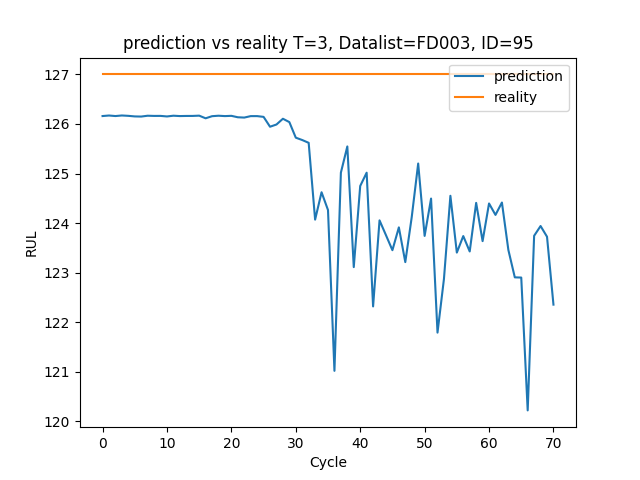 prediction vs reality T=3, Datalist=FD003, ID=95
127
126
125
124
123
122
121
120
RUL
prediction
reality
0 10 20 30 40 50 60 70
Cycle